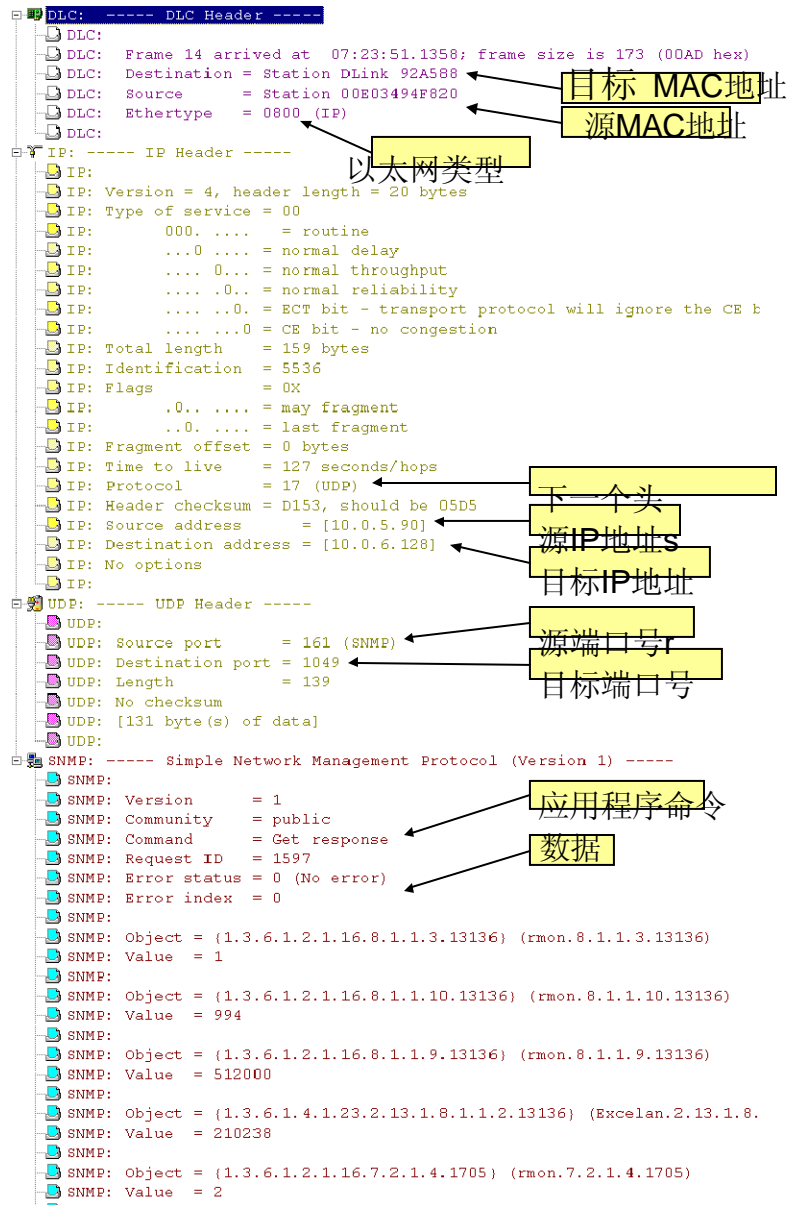 DLC: ----- DLC Header -----
DLC:
DLC: Frame 14 arrived at 07:23:51.1358; frame size is 173 (00AD hex)
DLC: Destination = Station DLink 92A588
目标 MAC地址
DLC: Source = Station 00E03494F820
DLC: Ethertype = 0800 (IP)
源MAC地址
DLC:
IP: ----- IP Header -----
以太网类型
IP:
IP: Version = 4, header length = 20 bytes
IP: Type of service = 00
IP: 000. .... = routine
IP: ...0 .... = normal delay
IP: .... 0... = normal throughput
IP: .... .0.. = normal reliability
IP: .... ..0. = ECT bit - transport protocol will ignore the CE b
IP: .... ...0 = CE bit - no congestion
IP: Total length = 159 bytes
IP: Identification = 5536
IP: Flags = 0X
IP: .0.. .... = may fragment
IP: ..0. .... = last fragment
IP: Fragment offset = 0 bytes
IP: Time to live = 127 seconds/hops
IP: Protocol = 17 (UDP)
下一个头
IP: Header checksum = D153, should be 05D5
IP: Source address = [10.0.5.90]
源IP地址s
IP: Destination address = [10.0.6.128]
IP: No options
目标IP地址
IP:
UDP: ----- UDP Header -----
UDP:
UDP: Source port = 161 (SNMP)
源端口号r
UDP: Destination port = 1049
UDP: Length = 139
目标端口号
UDP: No checksum
UDP: [131 byte(s) of data]
UDP:
SNMP: ----- Simple Network Management Protocol (Version 1) -----
SNMP:
SNMP: Version = 1
应用程序命令
SNMP: Community = public
SNMP: Command = Get response
数据
SNMP: Request ID = 1597
SNMP: Error status = 0 (No error)
SNMP: Error index = 0
SNMP:
SNMP: Object = {1.3.6.1.2.1.16.8.1.1.3.13136} (rmon.8.1.1.3.13136)
SNMP: Value = 1
SNMP:
SNMP: Object = {1.3.6.1.2.1.16.8.1.1.10.13136} (rmon.8.1.1.10.13136)
SNMP: Value = 994
SNMP:
SNMP: Object = {1.3.6.1.2.1.16.8.1.1.9.13136} (rmon.8.1.1.9.13136)
SNMP: Value = 512000
SNMP:
SNMP: Object = {1.3.6.1.4.1.23.2.13.1.8.1.1.2.13136} (Excelan.2.13.1.8.
SNMP: Value = 210238
SNMP:
SNMP: Object = {1.3.6.1.2.1.16.7.2.1.4.1705} (rmon.7.2.1.4.1705)
SNMP: Value = 2